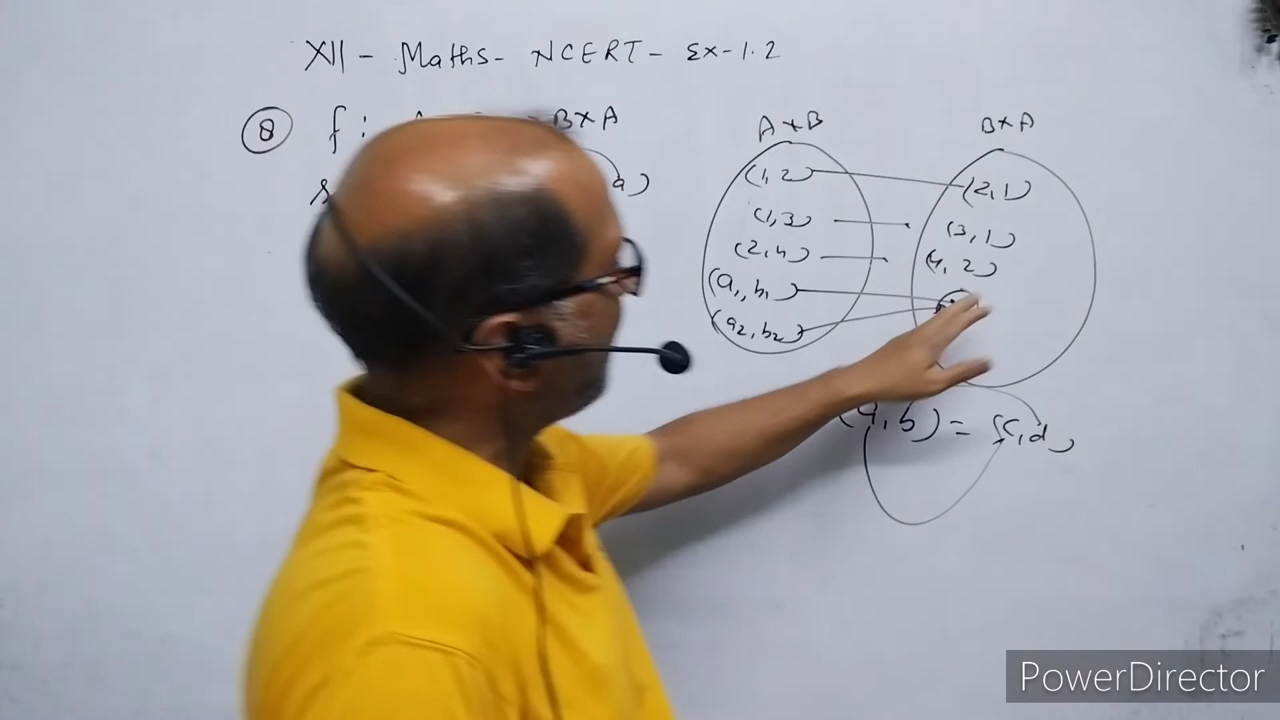 XII - Maths - NCERT - Ex-1.2
8 f: B×A
a)
A×B
(1,2)
(1,3)
(2,4)
(a₁, b₁)
(a₂, b₂)
B×A
(2,1)
(3,1)
(4,2)
(a,b) = (c,d)
PowerDirector